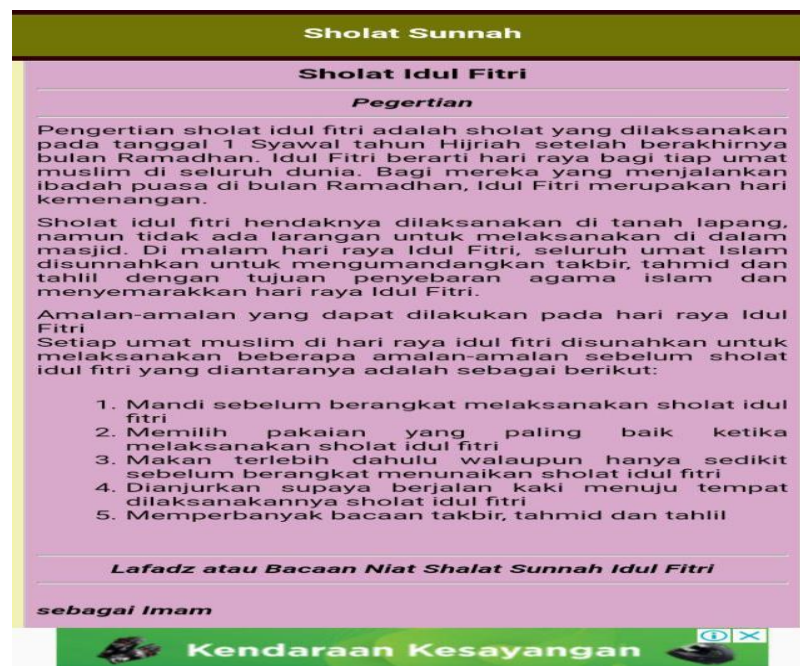 Sholat Sunnah
Sholat Idul Fitri
Pegertian
Pengertian sholat idul fitri adalah sholat yang dilaksanakan
pada tanggal 1 Syawal tahun Hijriah setelah berakhirnya
bulan Ramadhan. Idul Fitri berarti hari raya bagi tiap umat
muslim di seluruh dunia. Bagi mereka yang menjalankan
ibadah puasa di bulan Ramadhan, Idul Fitri merupakan hari
kemenangan.
Sholat idul fitri hendaknya dilaksanakan di tanah lapang,
namun tidak ada larangan untuk melaksanakan di dalam
masjid. Di malam hari raya Idul Fitri, seluruh umat Islam
disunnahkan untuk mengumandangkan takbir, tahmid dan
tahlil dengan tujuan penyebaran agama islam dan
menyemarakkan hari raya Idul Fitri.
Amalan-amalan yang dapat dilakukan pada hari raya Idul
Fitri
Setiap umat muslim di hari raya idul fitri disunahkan untuk
melaksanakan beberapa amalan-amalan sebelum sholat
idul fitri yang diantaranya adalah sebagai berikut:
1. Mandi sebelum berangkat melaksanakan sholat idul
fitri
2. Memilih pakaian yang paling baik ketika
melaksanakan sholat idul fitri
3. Makan terlebih dahulu walaupun hanya sedikit
sebelum berangkat menunaikan sholat idul fitri
4. Dianjurkan supaya berjalan kaki menuju tempat
dilaksanakannya sholat idul fitri
5. Memperbanyak bacaan takbir, tahmid dan tahlil
Lafadz atau Bacaan Niat Shalat Sunnah Idul Fitri
sebagai Imam
Kendaraan Kesayangan